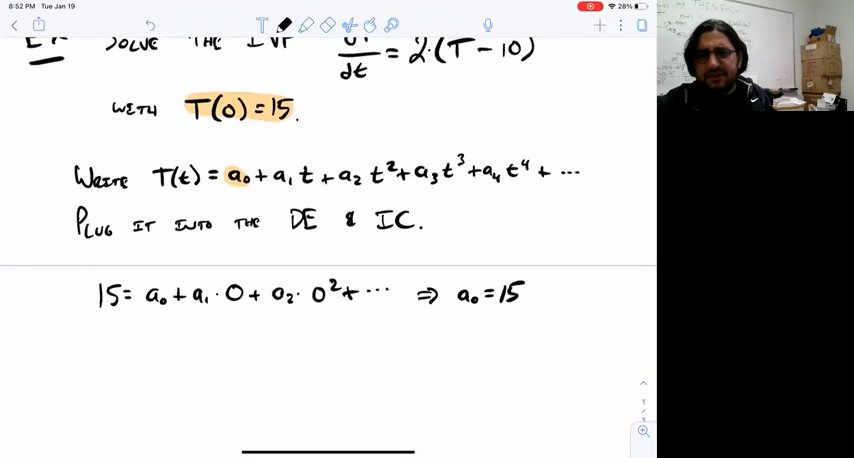 8:52 PM Tue Jan 19
28%
EX SOLVE THE IVP dT/dt = 2·(T - 10)
WITH T(0) = 15.
WRITE T(t) = a₀ + a₁ t + a₂ t² + a₃ t³ + a₄ t⁴ + ...
PLUG IT INTO THE DE & IC.
15 = a₀ + a₁ · 0 + a₂ · 0² + ... ⇒ a₀ = 15